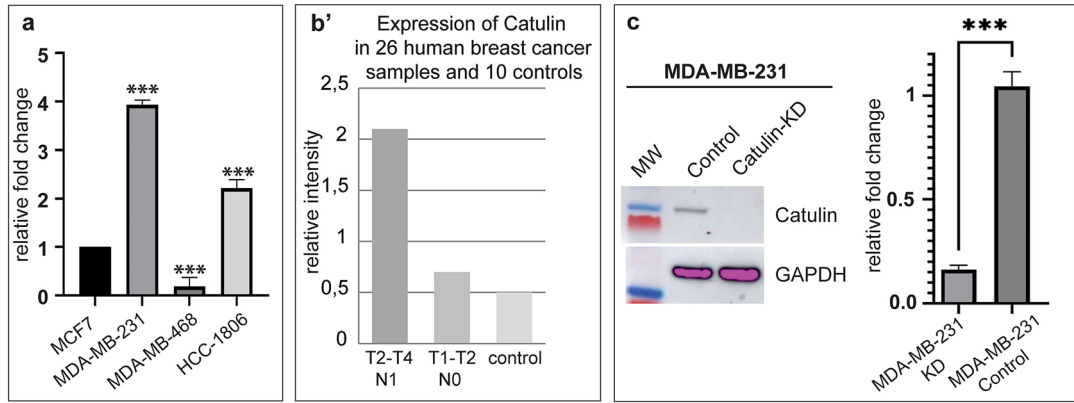 a
relative fold change
5
4
3
2
1
0
***
***
***
MCF7
MDA-MB-231
MDA-MB-468
HCC-1806
b’
Expression of Catulin
in 26 human breast cancer
samples and 10 controls
relative intensity
2,5
2
1,5
1
0,5
0
T2-T4
N1
T1-T2
N0
control
c
MDA-MB-231
MW
Control
Catulin-KD
Catulin
GAPDH
***
relative fold change
1
0.5
0.0
MDA-MB-231
KD
MDA-MB-231
Control